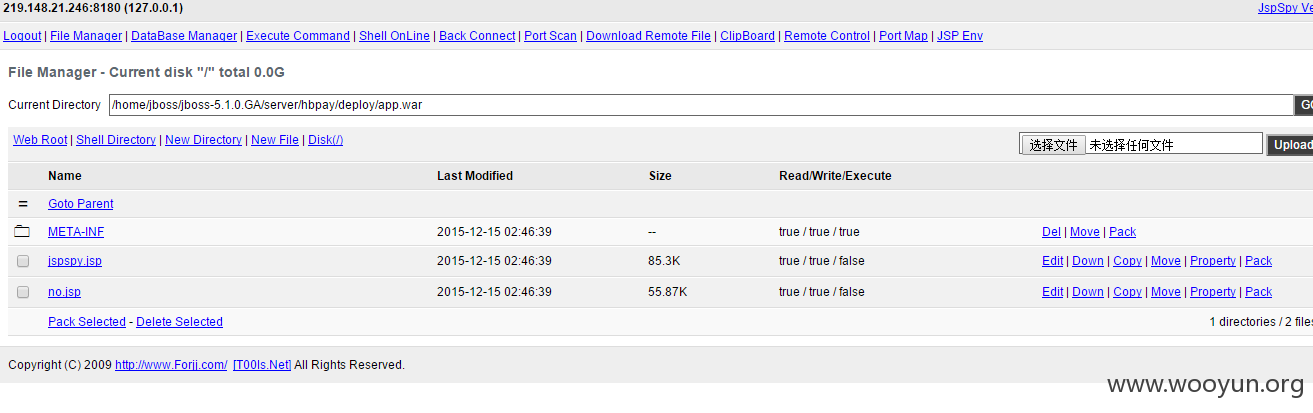 219.148.21.246:8180 (127.0.0.1) JspSpy Ve
Logout | File Manager | DataBase Manager | Execute Command | Shell OnLine | Back Connect | Port Scan | Download Remote File | ClipBoard | Remote Control | Port Map | JSP Env
File Manager - Current disk "/" total 0.0G
Current Directory /home/jboss/jboss-5.1.0.GA/server/hbpay/deploy/app.war GO
Web Root | Shell Directory | New Directory | New File | Disk(/) 选择文件 未选择任何文件 Upload
Name Last Modified Size Read/Write/Execute
= Goto Parent
META-INF 2015-12-15 02:46:39 -- true / true / true Del | Move | Pack
jspspy.jsp 2015-12-15 02:46:39 85.3K true / true / false Edit | Down | Copy | Move | Property | Pack
no.jsp 2015-12-15 02:46:39 55.87K true / true / false Edit | Down | Copy | Move | Property | Pack
Pack Selected - Delete Selected 1 directories / 2 files
Copyright (C) 2009 http://www.Forjj.com/ [T00ls.Net] All Rights Reserved.
www.wooyun.org